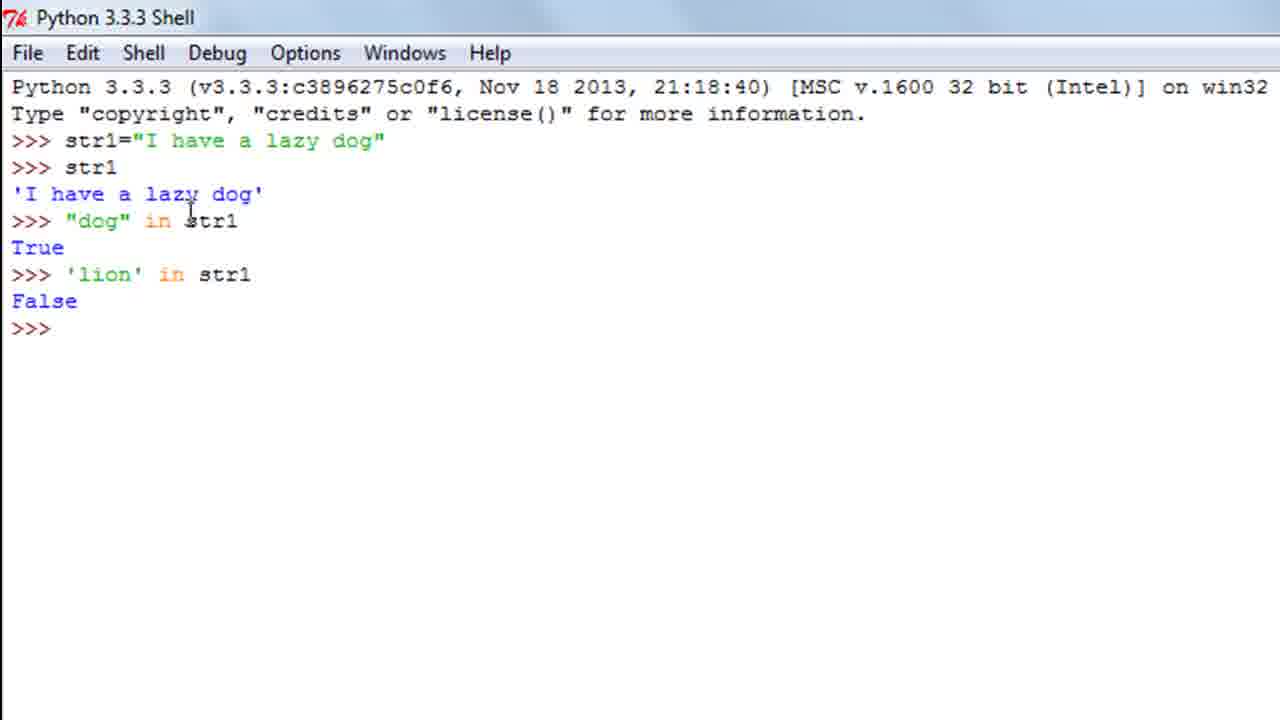 Python 3.3.3 Shell
File Edit Shell Debug Options Windows Help
Python 3.3.3 (v3.3.3:c3896275c0f6, Nov 18 2013, 21:18:40) [MSC v.1600 32 bit (Intel)] on win32
Type "copyright", "credits" or "license()" for more information.
>>> str1="I have a lazy dog"
>>> str1
'I have a lazy dog'
>>> "dog" in str1
True
>>> 'lion' in str1
False
>>>